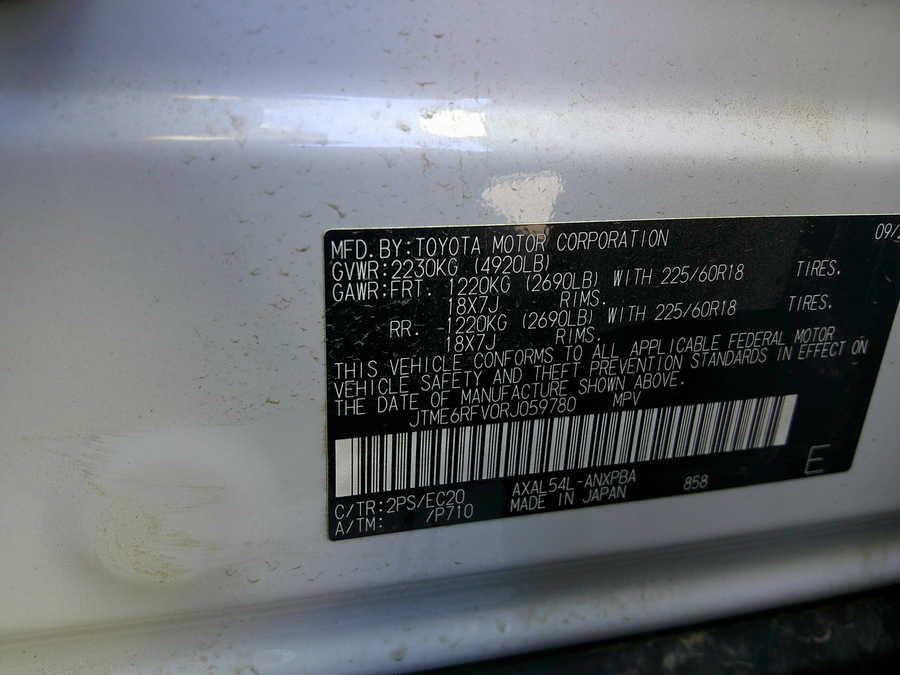 MFD.BY:TOYOTA MOTOR CORPORATION 09/
GVWR:2230KG (4920LB)
GAWR:FRT. 1220KG (2690LB) WITH 225/60R18 TIRES.
18X7J RIMS.
RR. 1220KG (2690LB) WITH 225/60R18 TIRES.
18X7J RIMS.
THIS VEHICLE CONFORMS TO ALL APPLICABLE FEDERAL MOTOR
VEHICLE SAFETY AND THEFT PREVENTION STANDARDS IN EFFECT ON
THE DATE OF MANUFACTURE SHOWN ABOVE.
JTME6RFV0RJ059780 MPV
C/TR:2PS/EC20 AXAL54L-ANXPBA 858 E
A/TM: /P710 MADE IN JAPAN